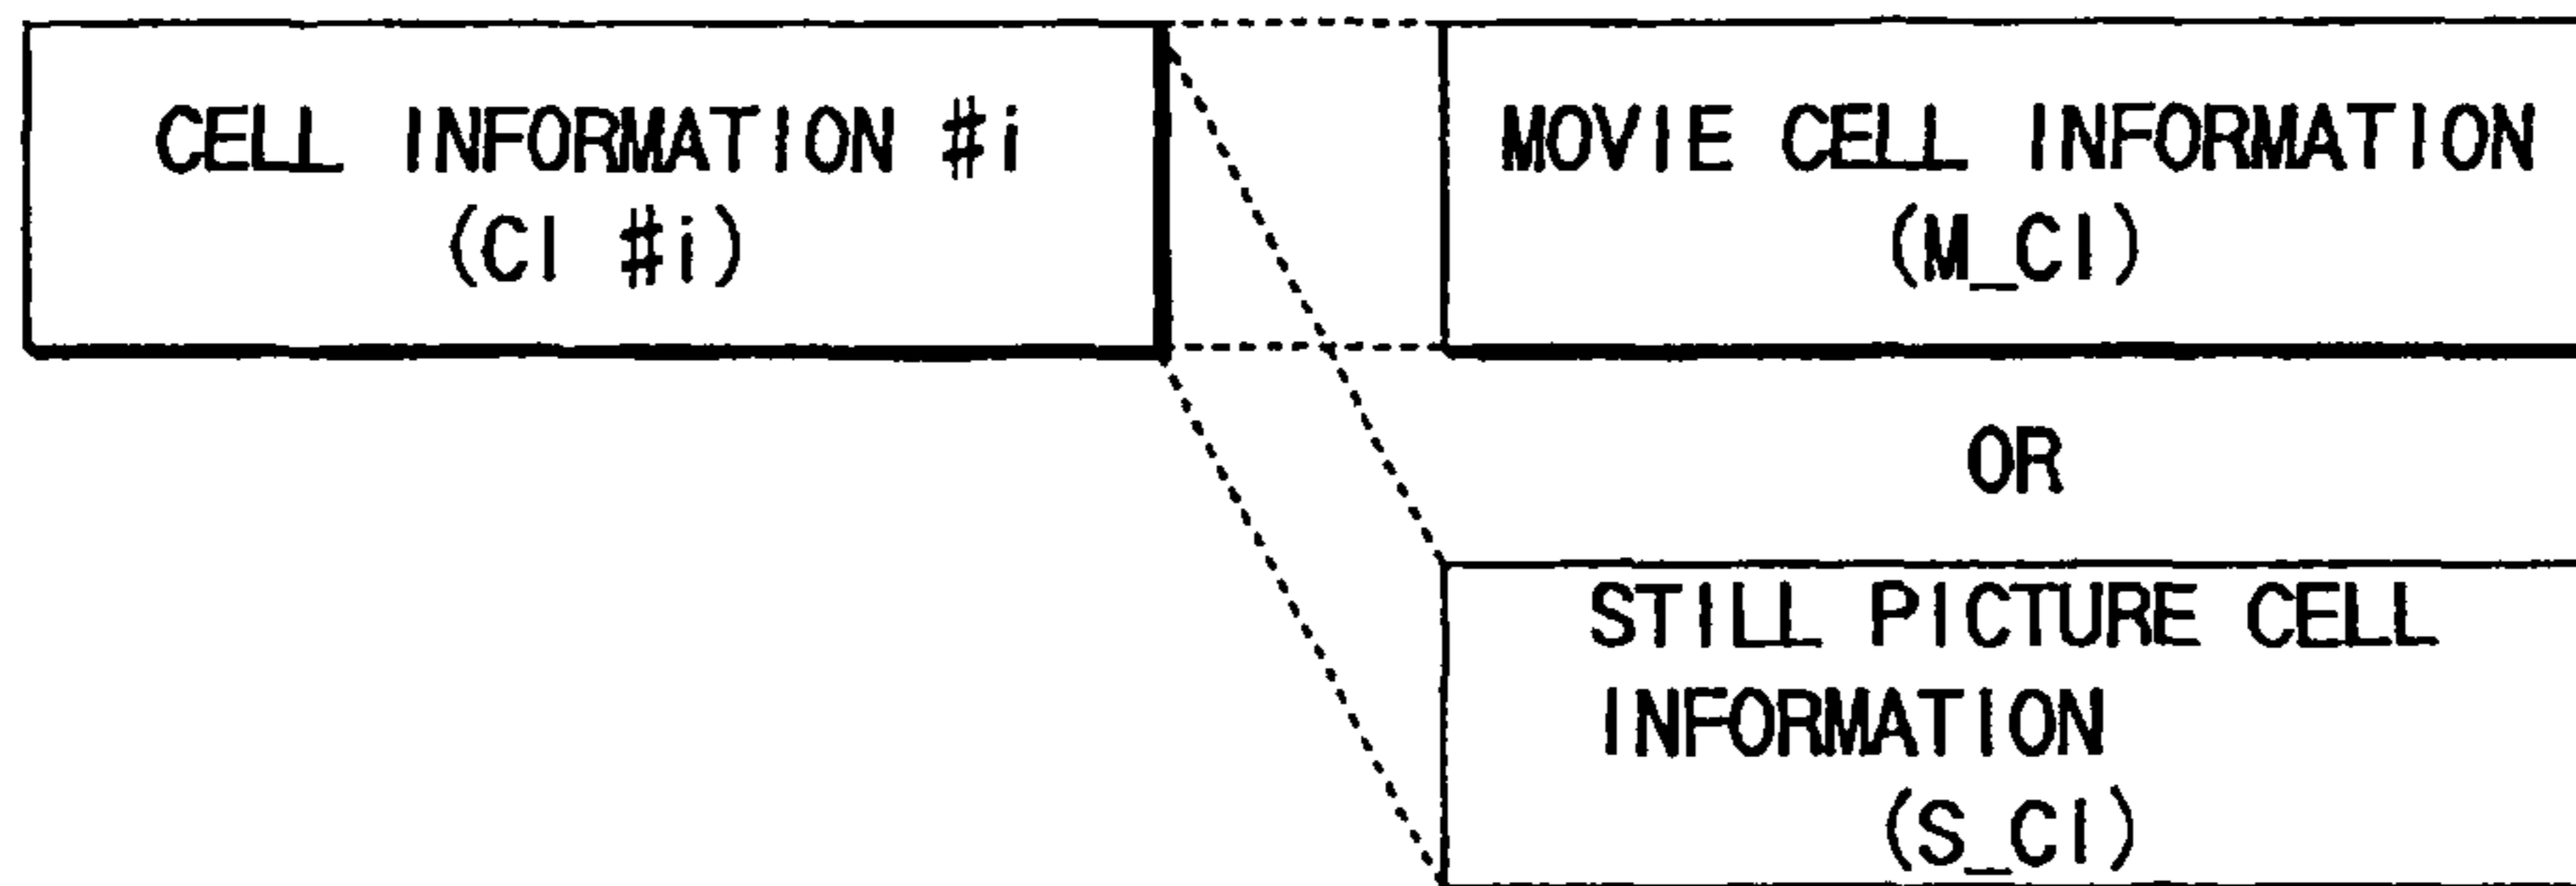 CELL INFORMATION #i
(CI #i)
MOVIE CELL INFORMATION
(M_CI)
OR
STILL PICTURE CELL
INFORMATION
(S_CI)